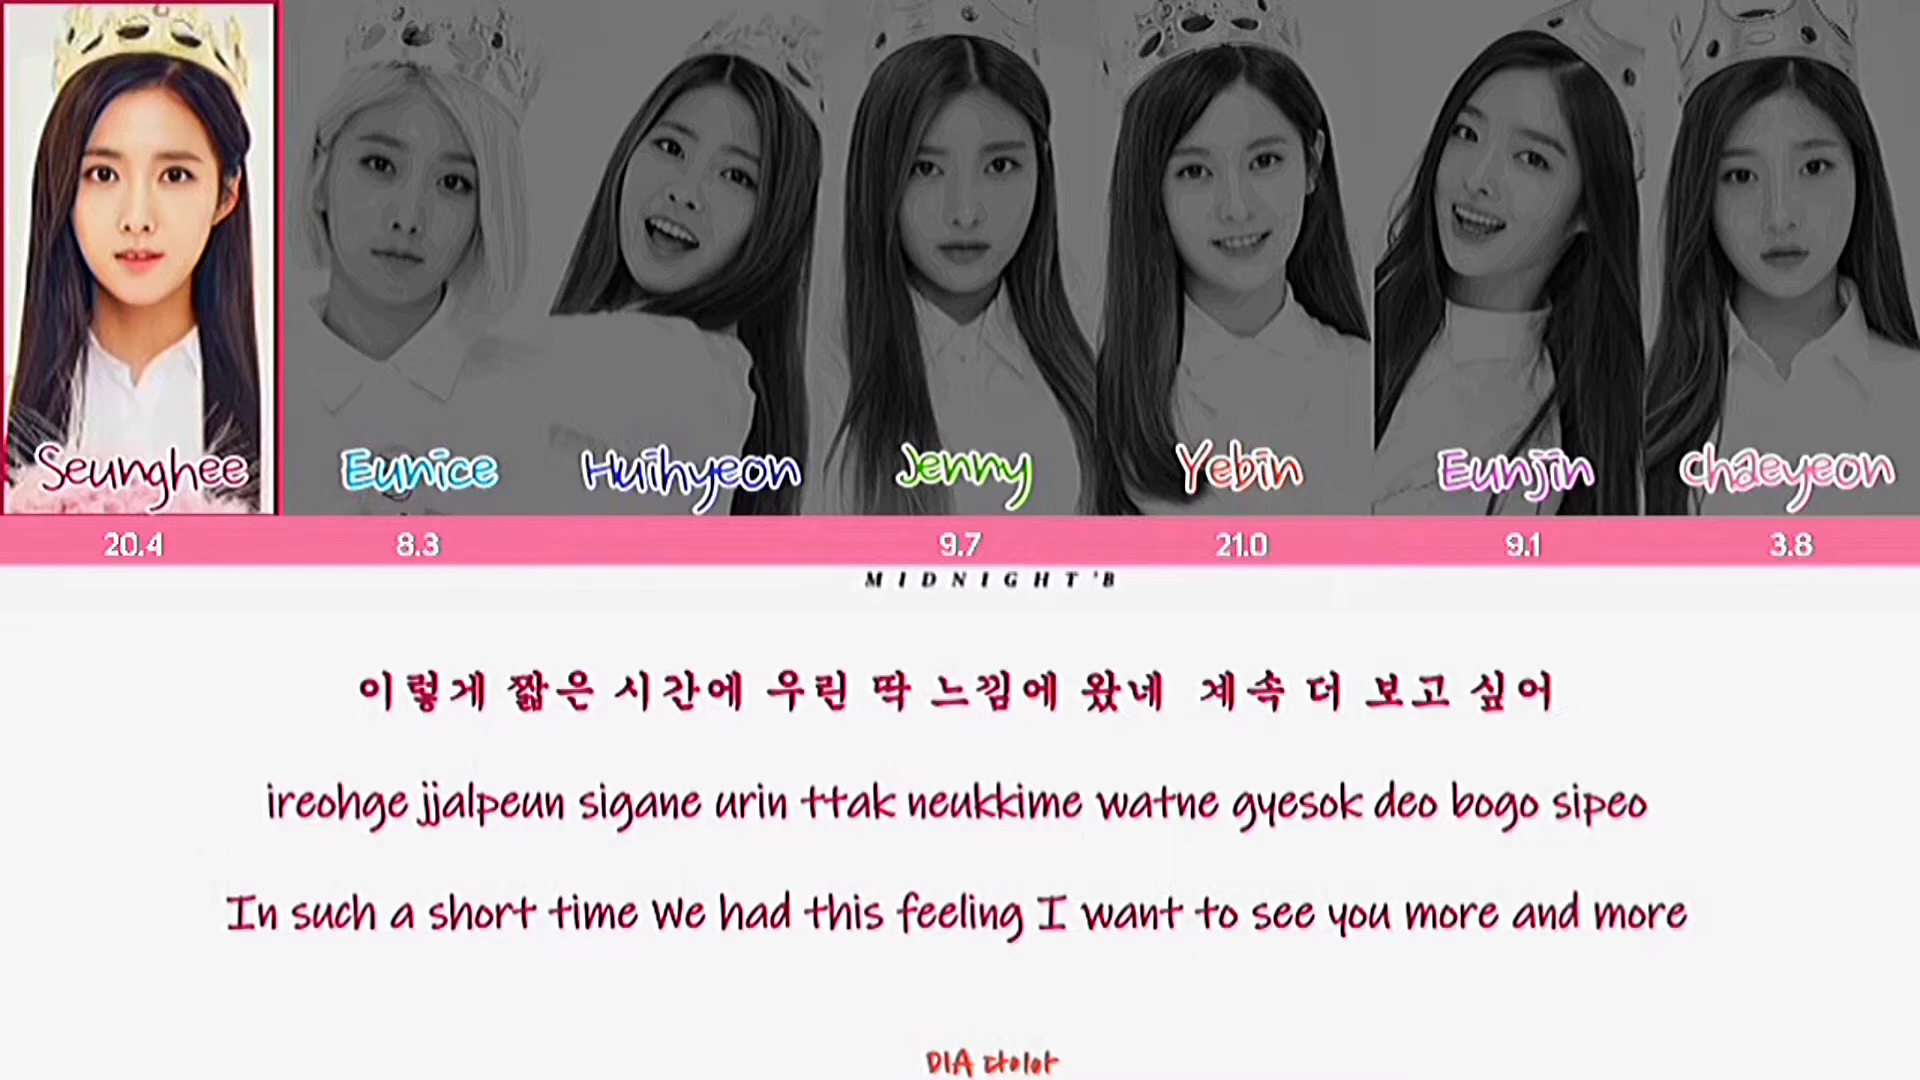 Seunghee Eunice Huihyeon Jenny Yebin Eunjin chaeyeon
20.4 8.3 9.7 21.0 9.1 3.8
MIDNIGHT'B
이렇게 짧은 시간에 우린 딱 느낌에 왔네 계속 더 보고 싶어
ireohge jjalpeun sigane urin ttak neukkime watne gyesok deo bogo sipeo
In such a short time We had this feeling I want to see you more and more
DIA 다이아